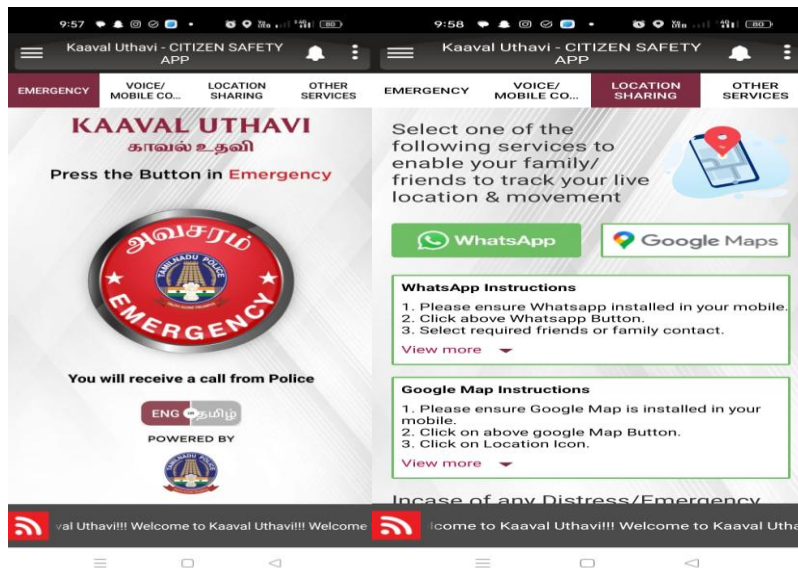 9:57
80
Kaaval Uthavi - CITIZEN SAFETY
APP
EMERGENCY
VOICE/
MOBILE CO...
LOCATION
SHARING
OTHER
SERVICES
KAAVAL UTHAVI
காவல் உதவி
Press the Button in Emergency
அவசரம்
TAMILNADU POLICE
EMERGENCY
You will receive a call from Police
ENG தமிழ்
POWERED BY
TAMILNADU POLICE
val Uthavi!!! Welcome to Kaaval Uthavi!!! Welcome
9:58
80
Kaaval Uthavi - CITIZEN SAFETY
APP
EMERGENCY
VOICE/
MOBILE CO...
LOCATION
SHARING
OTHER
SERVICES
Select one of the
following services to
enable your family/
friends to track your live
location & movement
WhatsApp
Google Maps
WhatsApp Instructions
1. Please ensure Whatsapp installed in your mobile.
2. Click above Whatsapp Button.
3. Select required friends or family contact.
View more
Google Map Instructions
1. Please ensure Google Map is installed in your
mobile.
2. Click on above google Map Button.
3. Click on Location Icon.
View more
Incase of any Distress/Emergency
lcome to Kaaval Uthavi!!! Welcome to Kaaval Utha